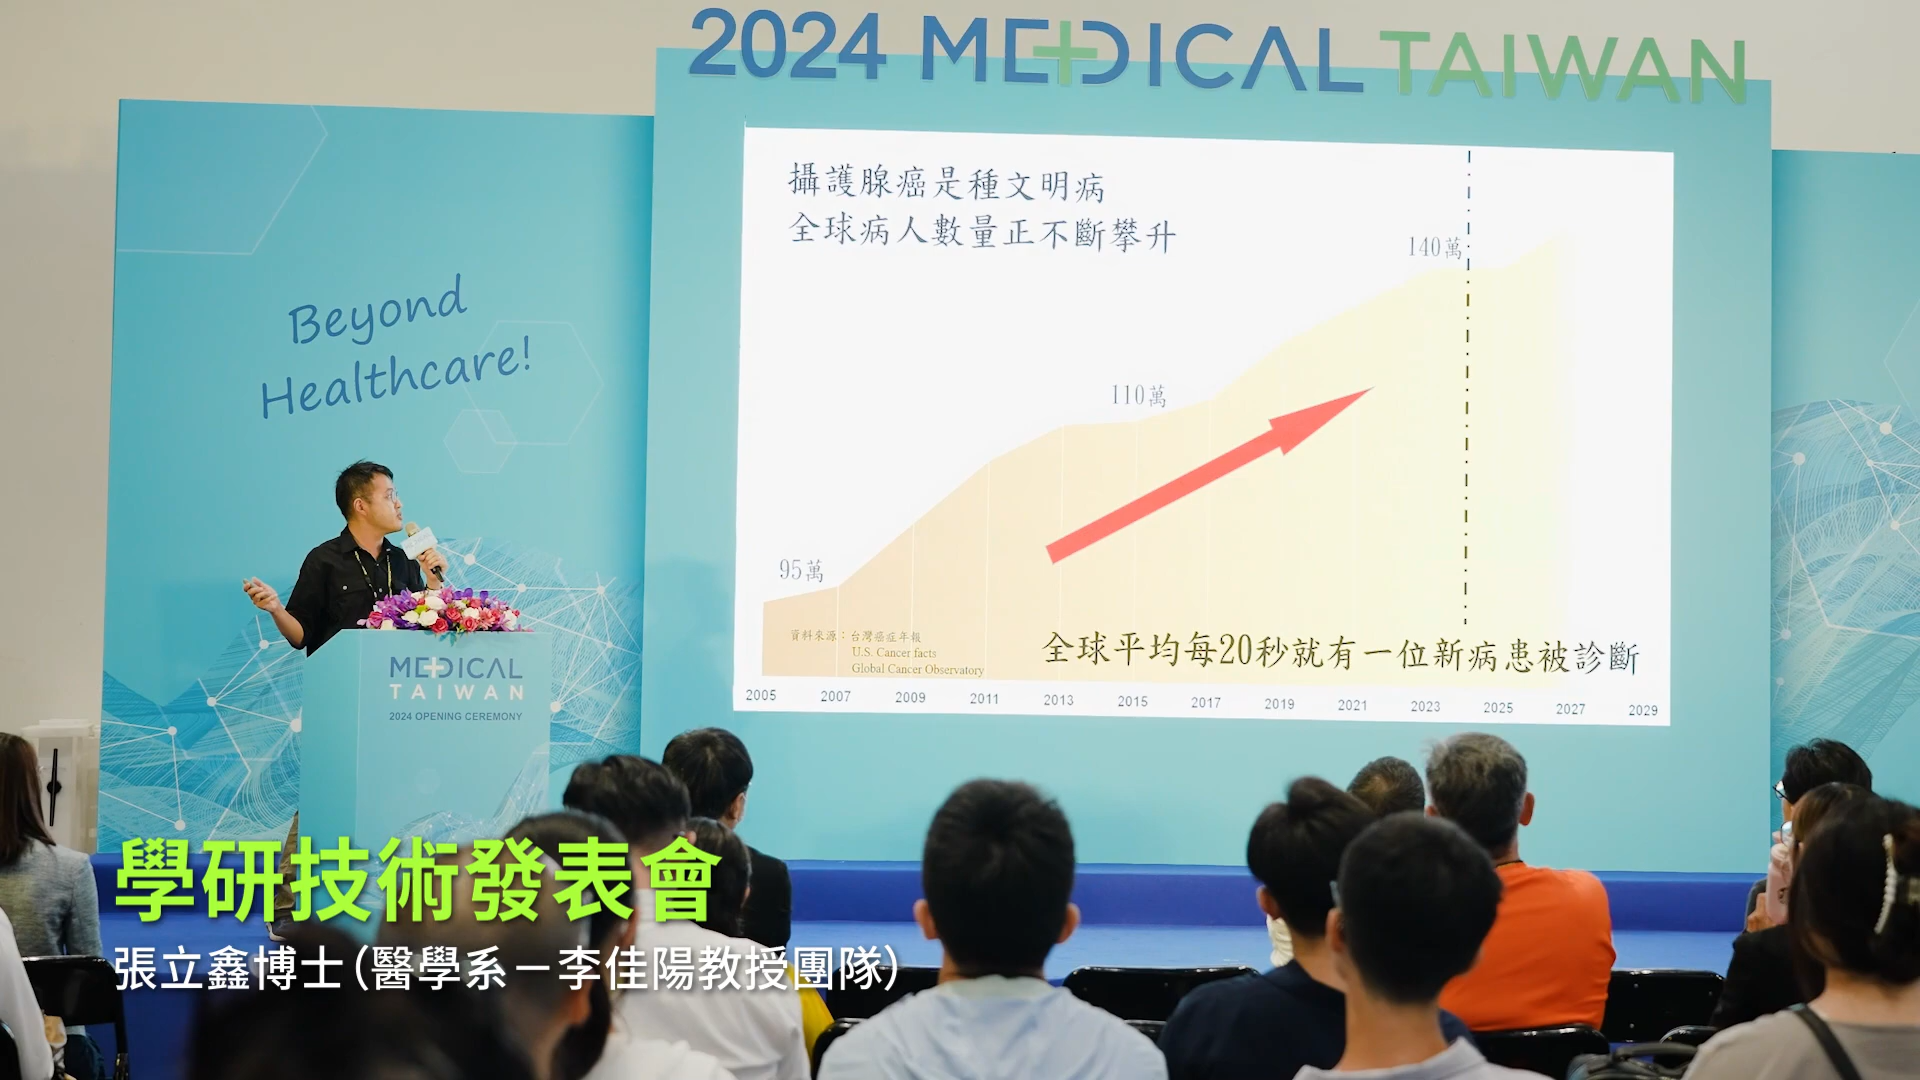 2024 MEDICAL TAIWAN
Beyond
Healthcare!
攝護腺癌是種文明病
全球病人數量正不斷攀升
140萬
110萬
95萬
資料來源：台灣癌症年報
U.S. Cancer facts
Global Cancer Observatory
全球平均每20秒就有一位新病患被診斷
2005 2007 2009 2011 2013 2015 2017 2019 2021 2023 2025 2027 2029
MEDICAL
TAIWAN
2024 OPENING CEREMONY
學研技術發表會
張立鑫博士（醫學系－李佳陽教授團隊）